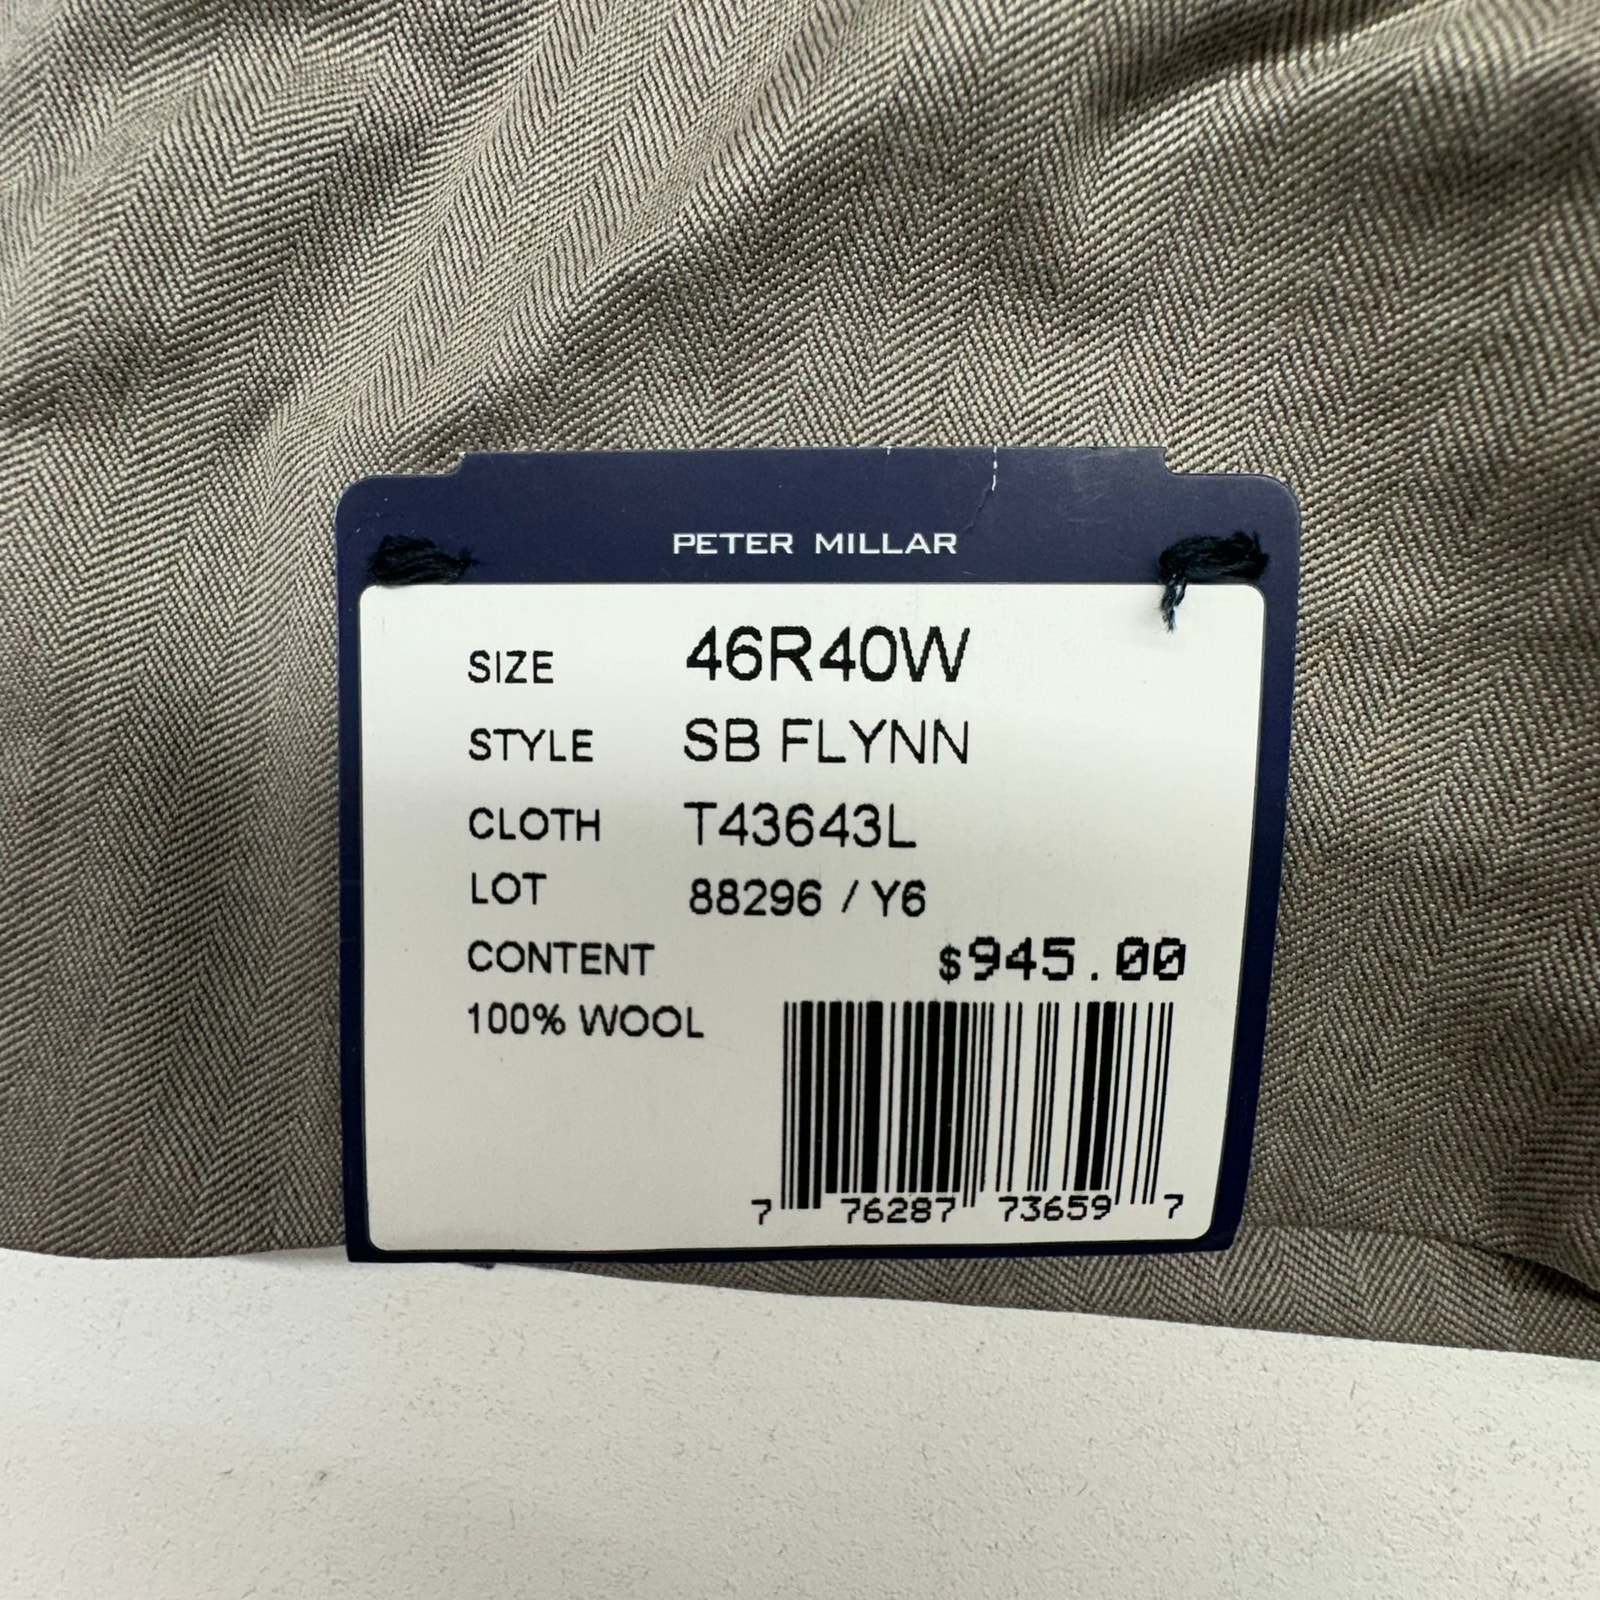 PETER MILLAR
SIZE 46R40W
STYLE SB FLYNN
CLOTH T43643L
LOT 88296 / Y6
CONTENT $945.00
100% WOOL
7 76287 73659 7